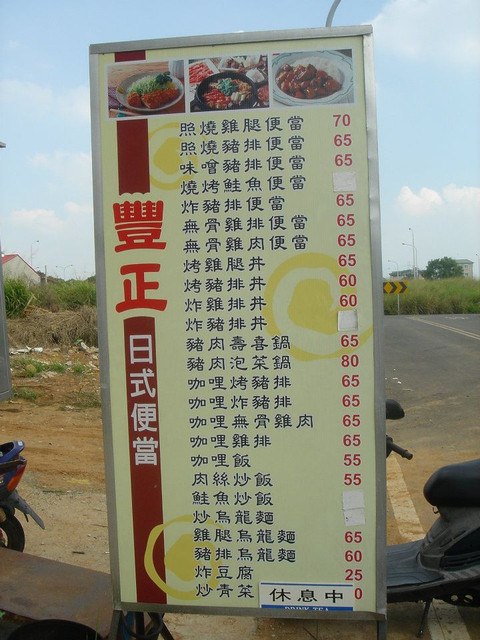 豐正
日式便當
照燒雞腿便當 70
照燒豬排便當 65
味噲豬排便當 65
燒烤鮭魚便當
炸豬排便當 65
無骨雞排便當 65
無骨雞肉便當 65
烤雞腿丼 65
烤豬排丼 60
炸雞排丼 60
炸豬排丼
豬肉壽喜鍋 65
豬肉泡菜鍋 80
咖哩烤豬排 65
咖哩炸豬排 65
咖哩無骨雞肉 65
咖哩雞排 65
咖哩飯 55
肉絲炒飯 55
鮭魚炒飯
炒烏龍麵
雞腿烏龍麵 65
豬排烏龍麵 60
炸豆腐 25
炒青菜 0
休息中
DRINK TEA